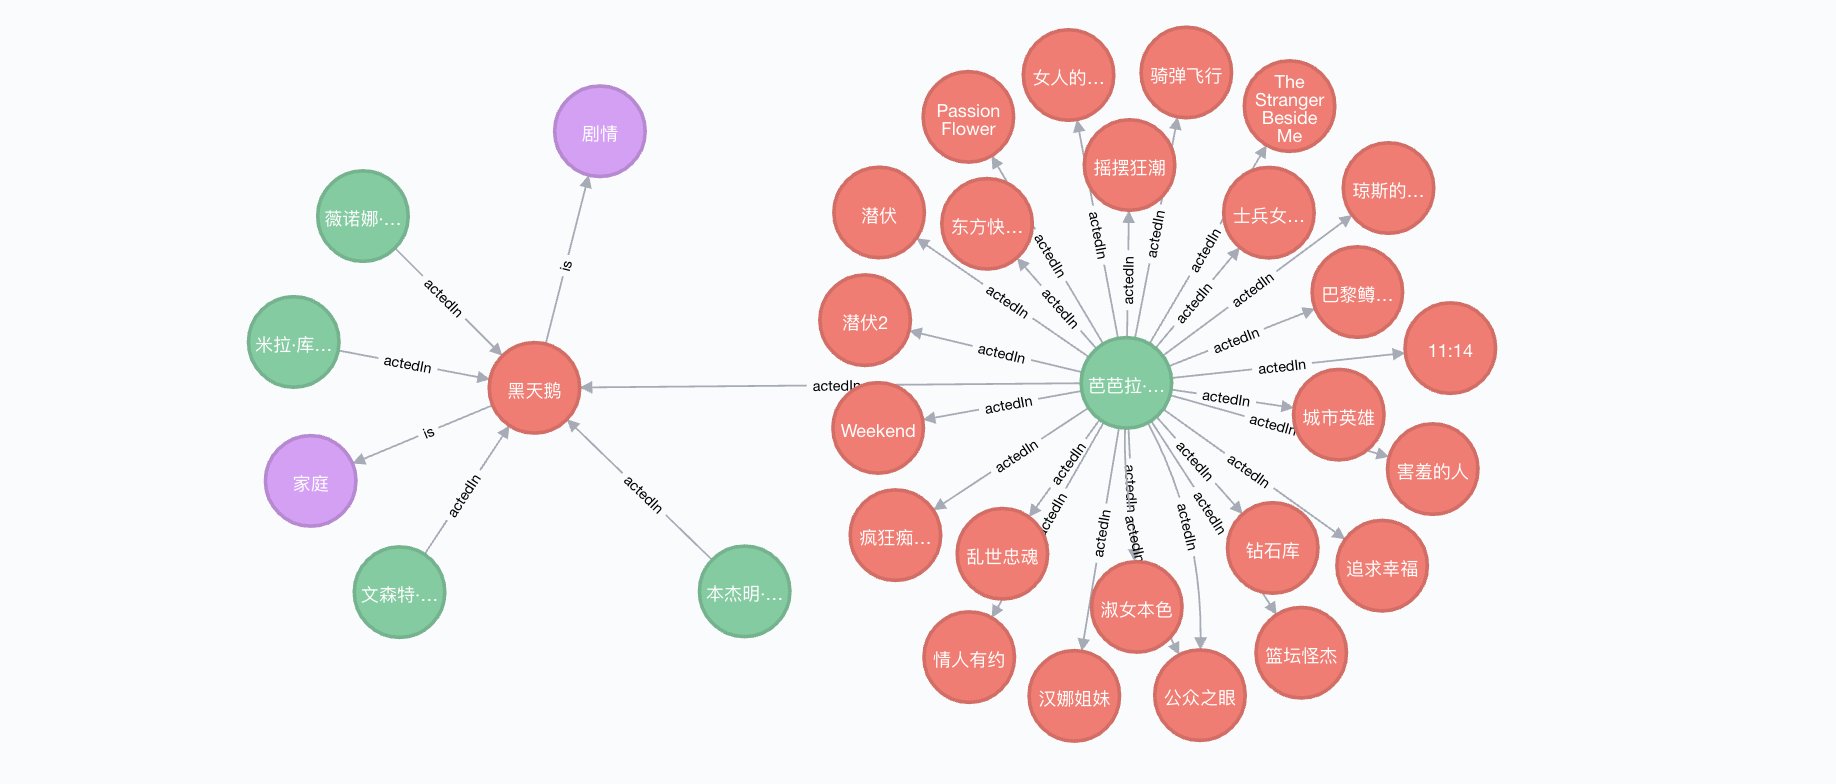 女人的...
骑弹飞行
The
Stranger
Beside
Me
Passion
Flower
剧情
摇摆狂潮
琼斯的...
薇诺娜·...
潜伏
东方快...
士兵女...
actedIn
actedIn
actedIn
actedIn
actedIn
actedIn
is
actedIn
actedIn
actedIn
actedIn
actedIn
巴黎鳟...
潜伏2
米拉·库...
actedIn
actedIn
actedIn
actedIn
11:14
黑天鹅
actedIn
芭芭拉·...
actedIn
actedIn
actedIn
城市英雄
is
Weekend
家庭
actedIn
actedIn
actedIn
actedIn
害羞的人
actedIn
actedIn
actedIn
actedIn
actedIn
actedIn
actedIn
actedIn
疯狂痴...
乱世忠魂
钻石库
追求幸福
文森特·...
本杰明·...
淑女本色
情人有约
篮坛怪杰
汉娜姐妹
公众之眼